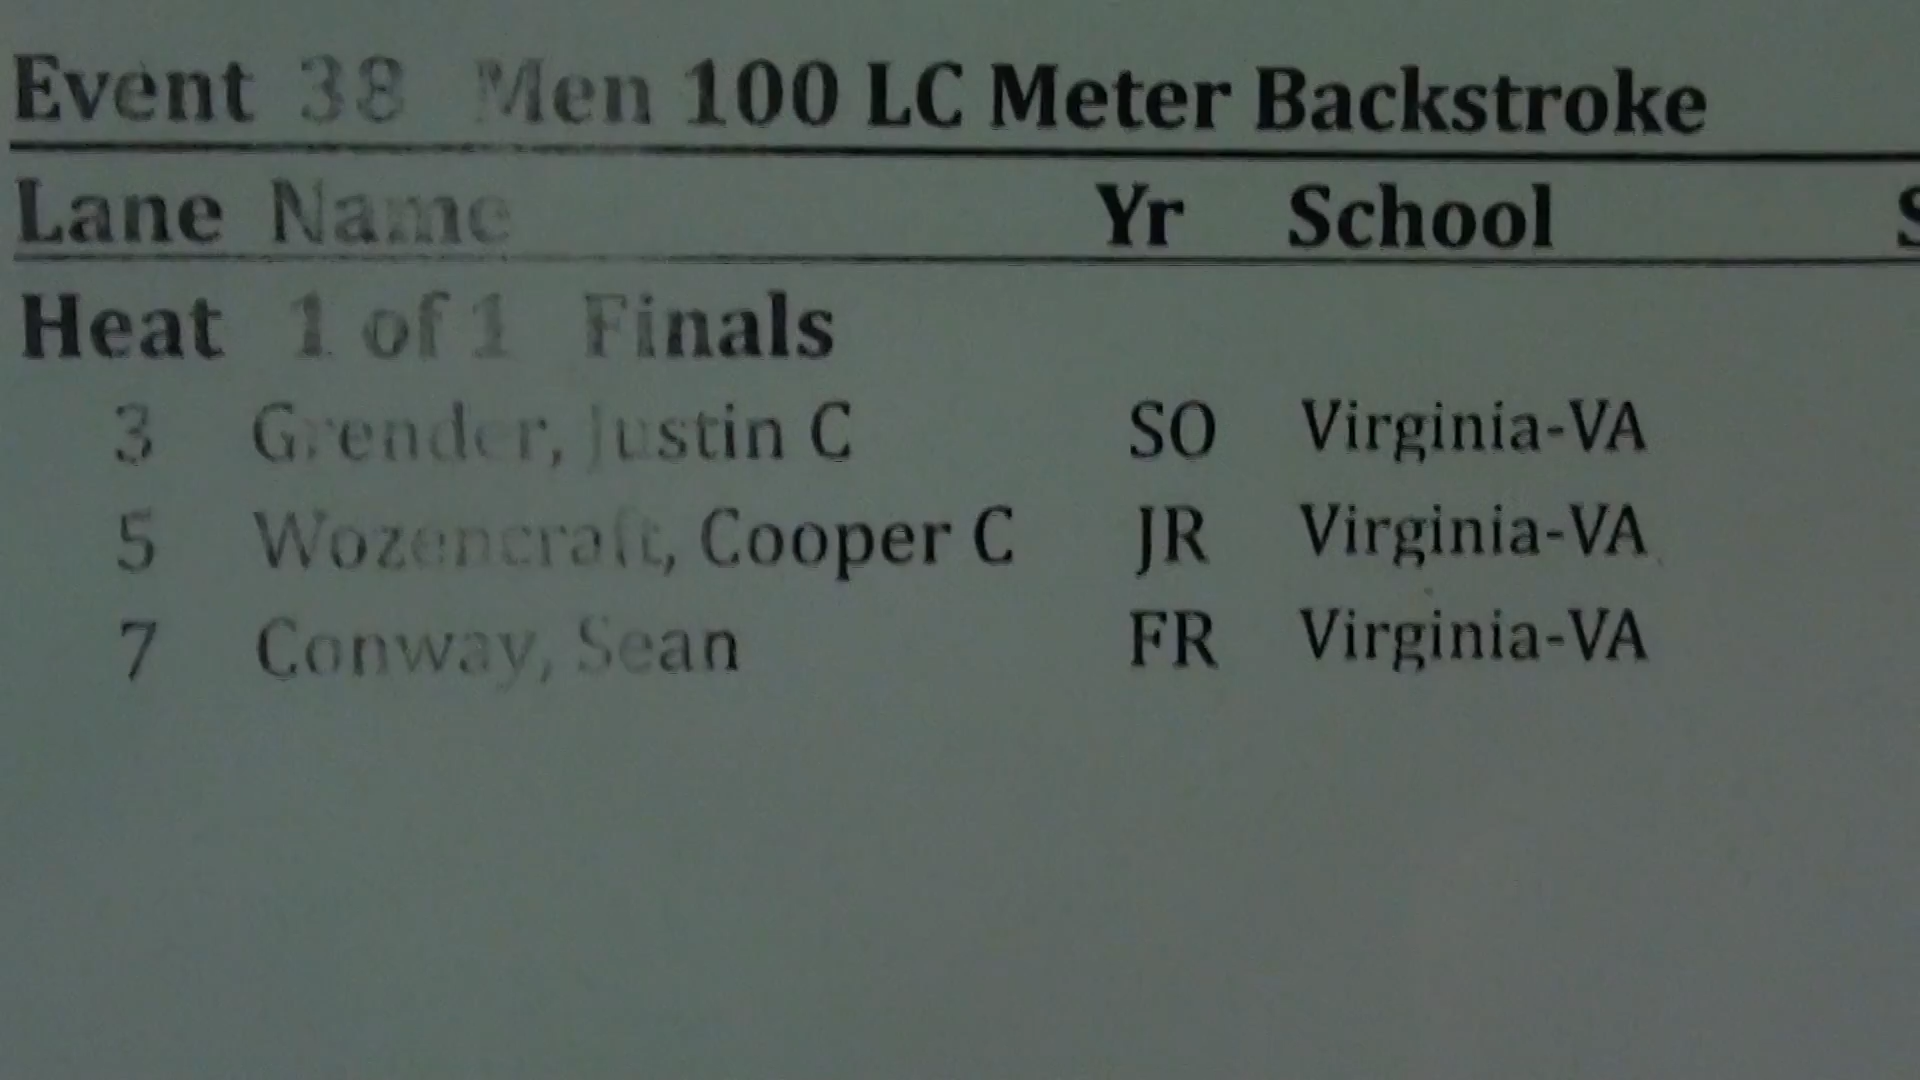 Event 38 Men 100 LC Meter Backstroke
Lane Name Yr School S
Heat 1 of 1 Finals
3 Grender, Justin C SO Virginia-VA
5 Wozencraft, Cooper C JR Virginia-VA
7 Conway, Sean FR Virginia-VA